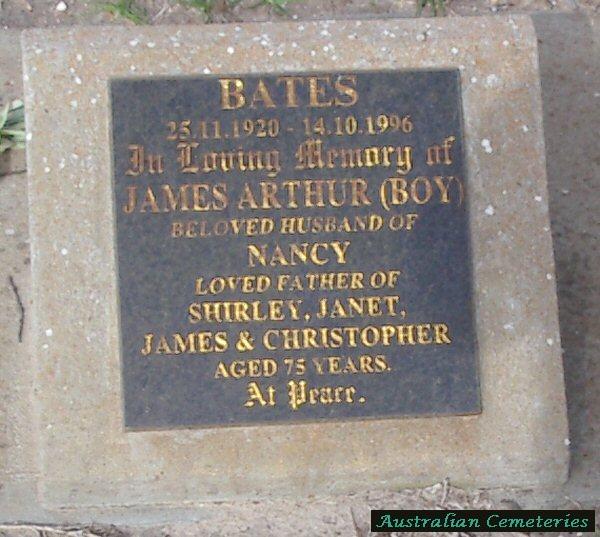 BATES
25.11.1920 - 14.10.1996
In Loving Memory of
JAMES ARTHUR (BOY)
BELOVED HUSBAND OF
NANCY
LOVED FATHER OF
SHIRLEY, JANET,
JAMES & CHRISTOPHER
AGED 75 YEARS.
At Peace.
Australian Cemeteries